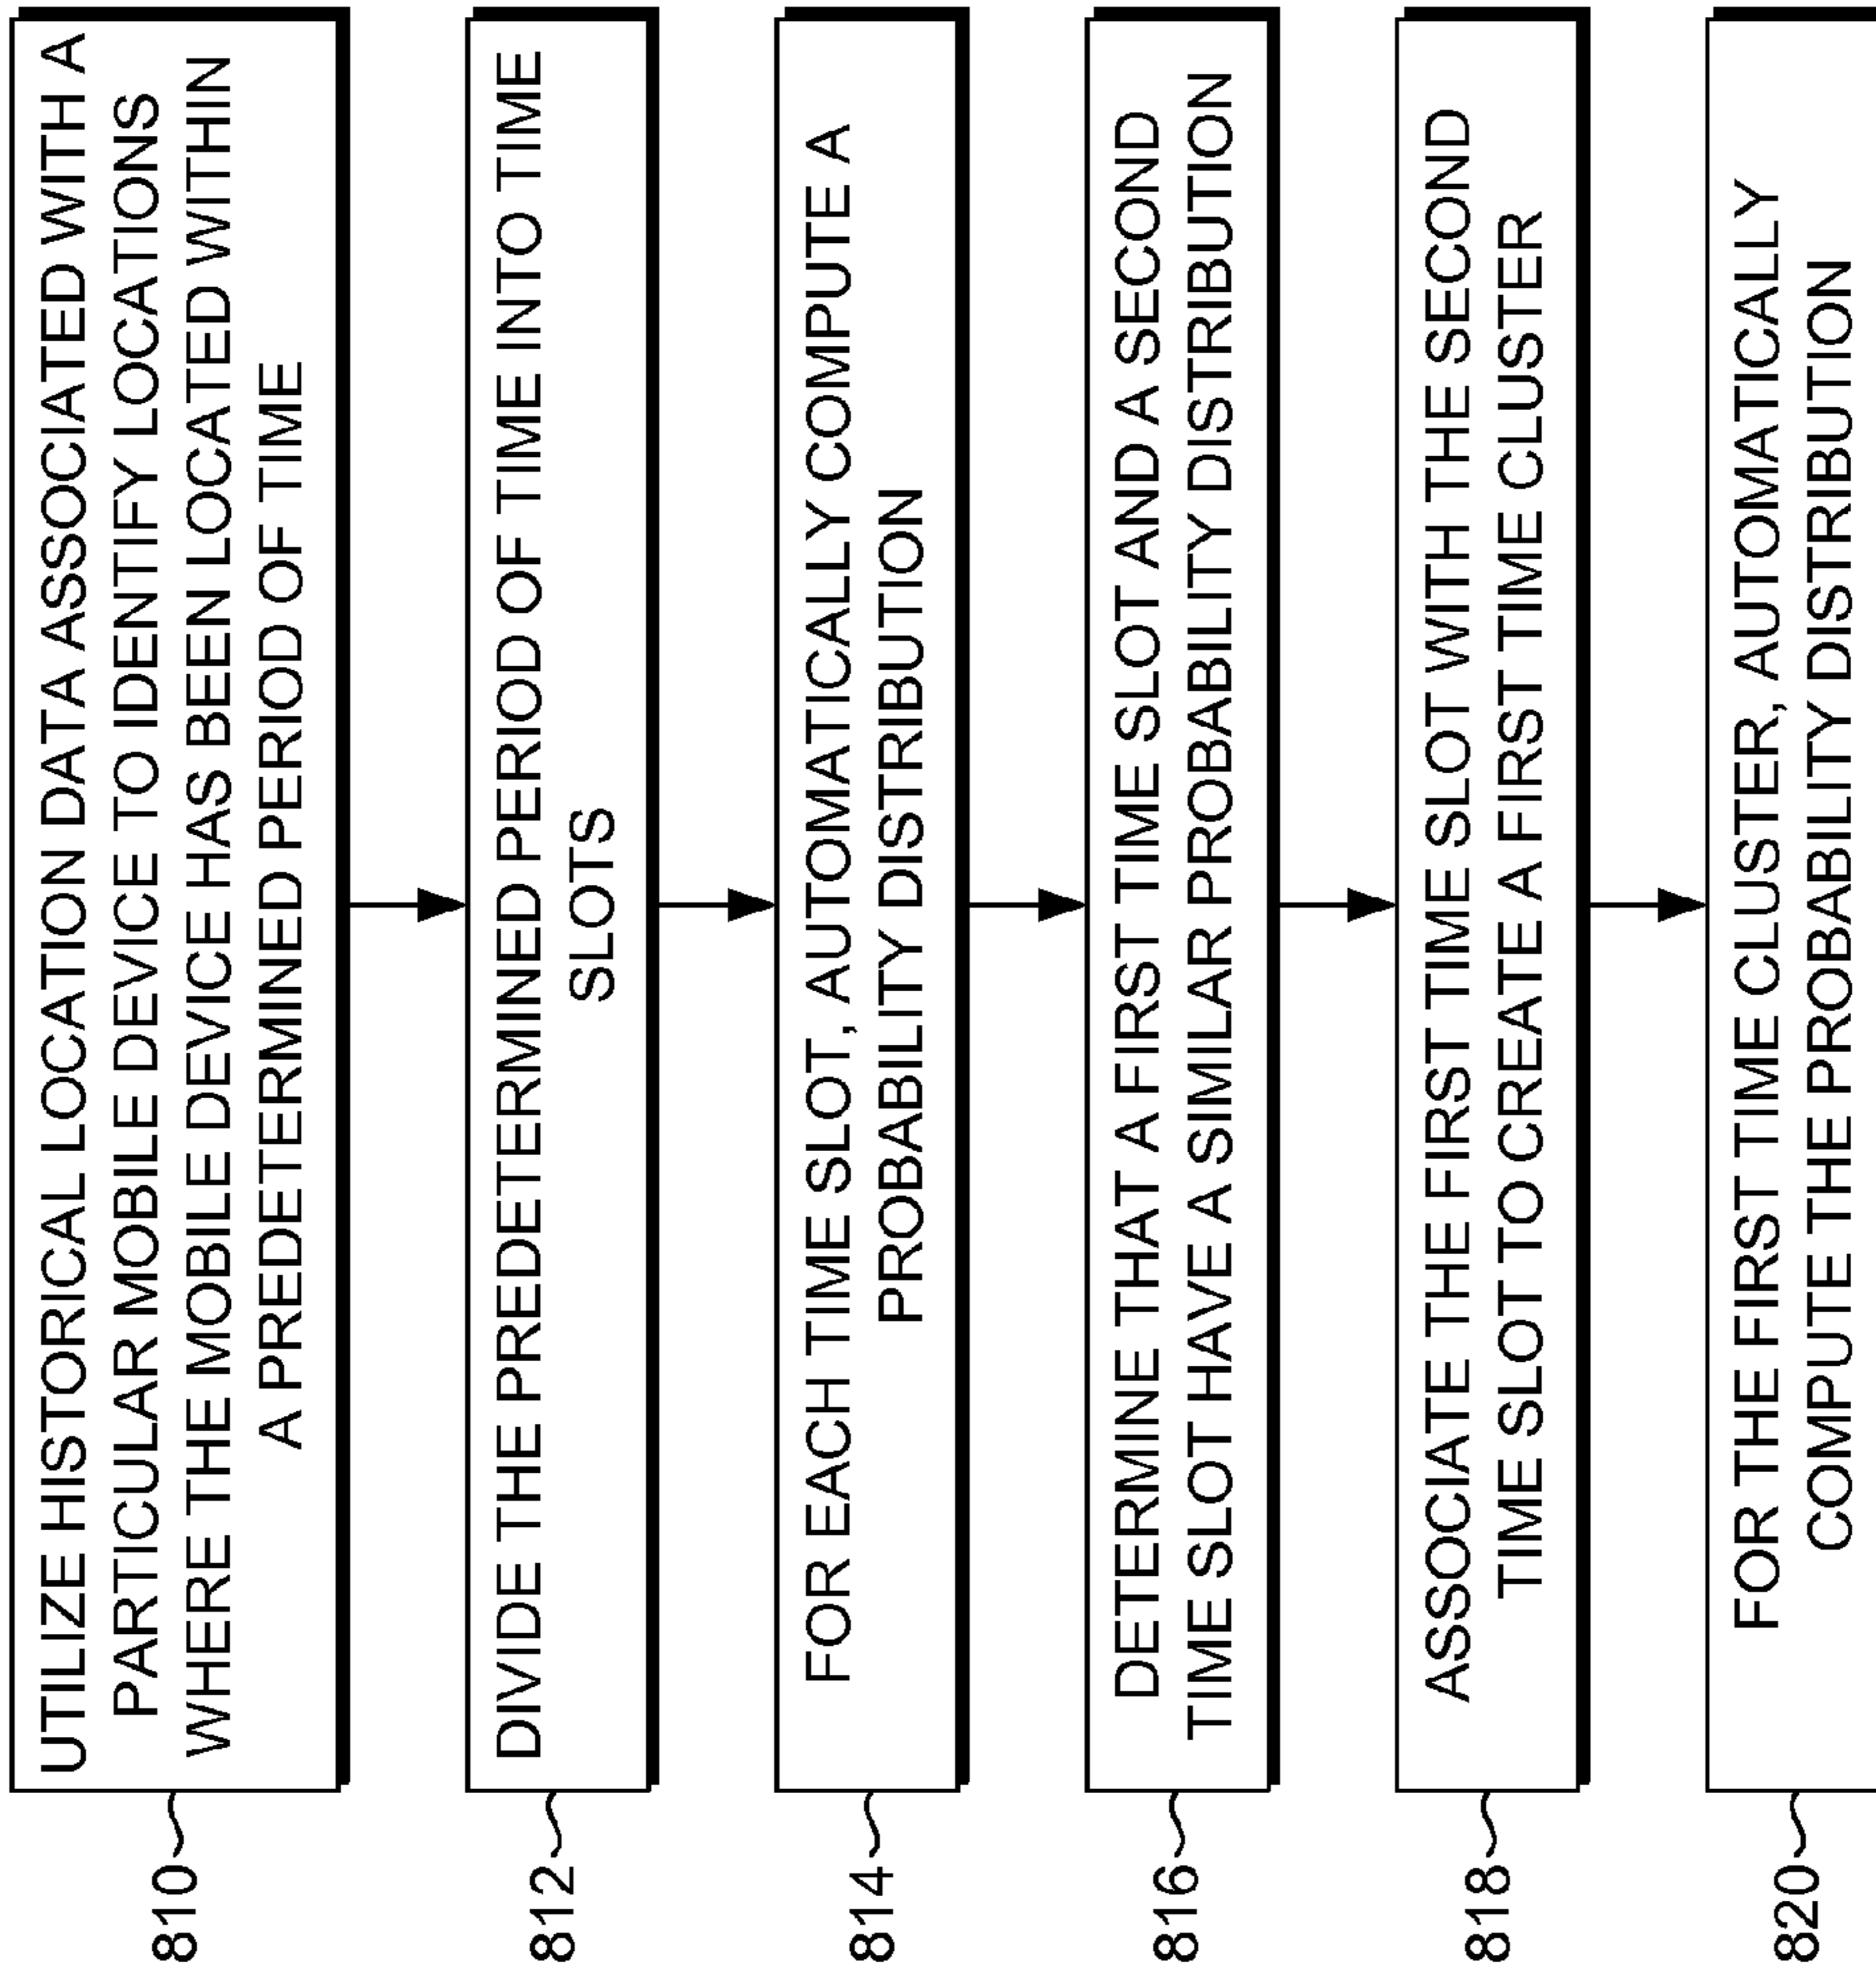 810
UTILIZE HISTORICAL LOCATION DATA ASSOCIATED WITH A
PARTICULAR MOBILE DEVICE TO IDENTIFY LOCATIONS
WHERE THE MOBILE DEVICE HAS BEEN LOCATED WITHIN
A PREDETERMINED PERIOD OF TIME
812
DIVIDE THE PREDETERMINED PERIOD OF TIME INTO TIME
SLOTS
814
FOR EACH TIME SLOT, AUTOMATICALLY COMPUTE A
PROBABILITY DISTRIBUTION
816
DETERMINE THAT A FIRST TIME SLOT AND A SECOND
TIME SLOT HAVE A SIMILAR PROBABILITY DISTRIBUTION
818
ASSOCIATE THE FIRST TIME SLOT WITH THE SECOND
TIME SLOT TO CREATE A FIRST TIME CLUSTER
820
FOR THE FIRST TIME CLUSTER, AUTOMATICALLY
COMPUTE THE PROBABILITY DISTRIBUTION